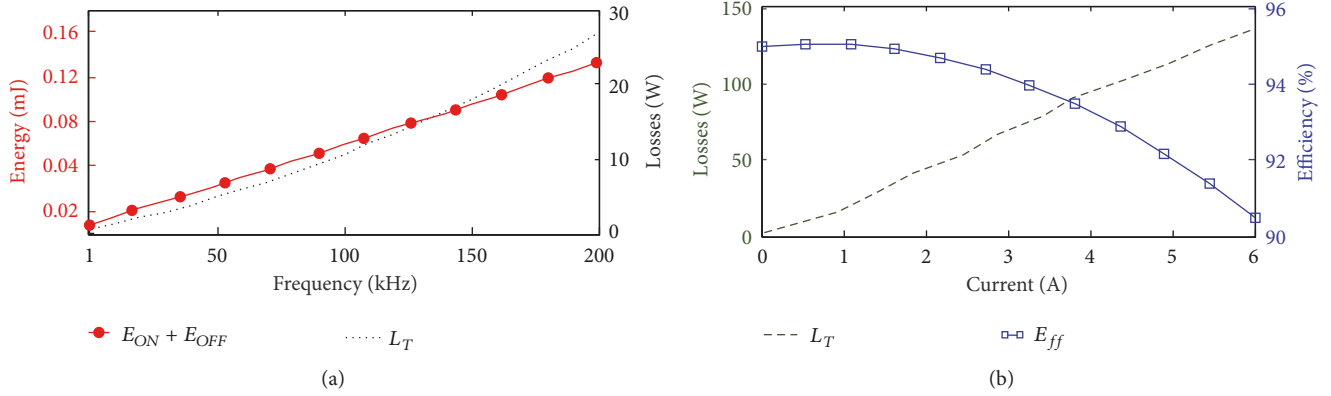 0.16
0.12
0.08
0.04
0.02
Energy (mJ)
30
20
10
0
Losses (W)
1 50 100 150 200
Frequency (kHz)
E_ON + E_OFF
L_T
(a)
150
100
50
0
Losses (W)
96
94
92
90
Efficiency (%)
0 1 2 3 4 5 6
Current (A)
L_T
E_ff
(b)